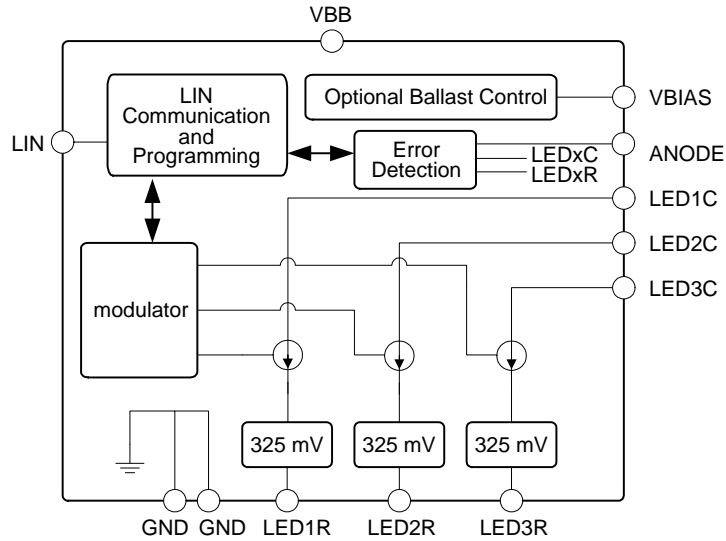 VBB
LIN
Communication
and
Programming
Optional Ballast Control
VBIAS
LIN
Error
Detection
LEDxC
LEDxR
ANODE
LED1C
LED2C
LED3C
modulator
325 mV
325 mV
325 mV
GND
GND
LED1R
LED2R
LED3R